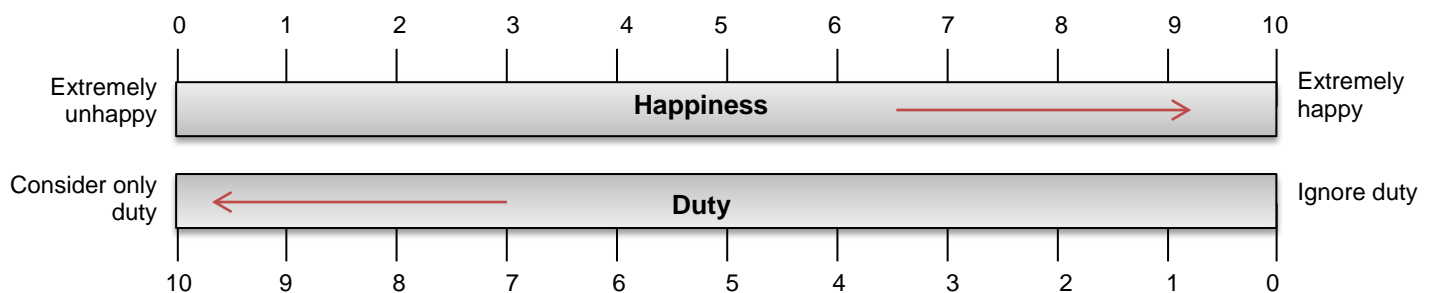 0 1 2 3 4 5 6 7 8 9 10
Extremely
unhappy
Happiness
Extremely
happy
Consider only
duty
Duty
Ignore duty
10 9 8 7 6 5 4 3 2 1 0